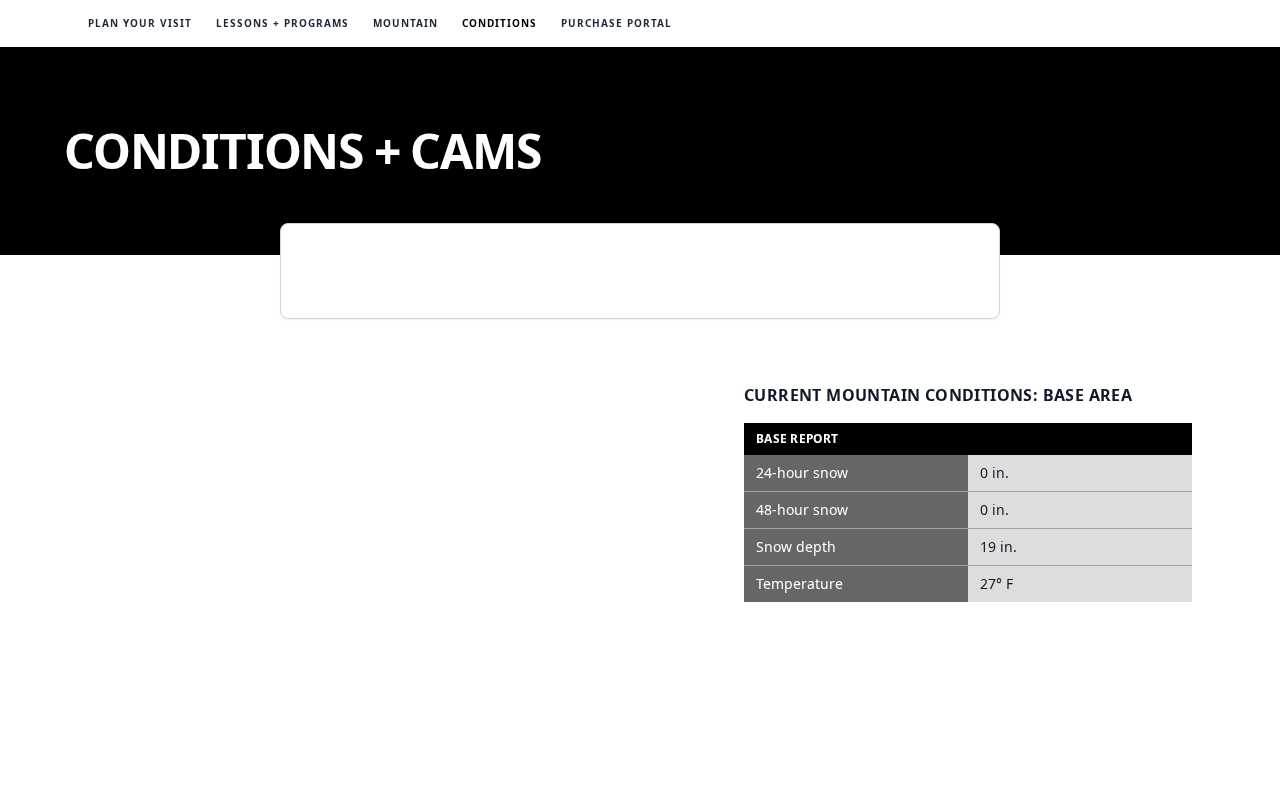 PLAN YOUR VISIT LESSONS + PROGRAMS MOUNTAIN CONDITIONS PURCHASE PORTAL
CONDITIONS + CAMS
CURRENT MOUNTAIN CONDITIONS: BASE AREA
BASE REPORT
24-hour snow 0 in.
48-hour snow 0 in.
Snow depth 19 in.
Temperature 27° F